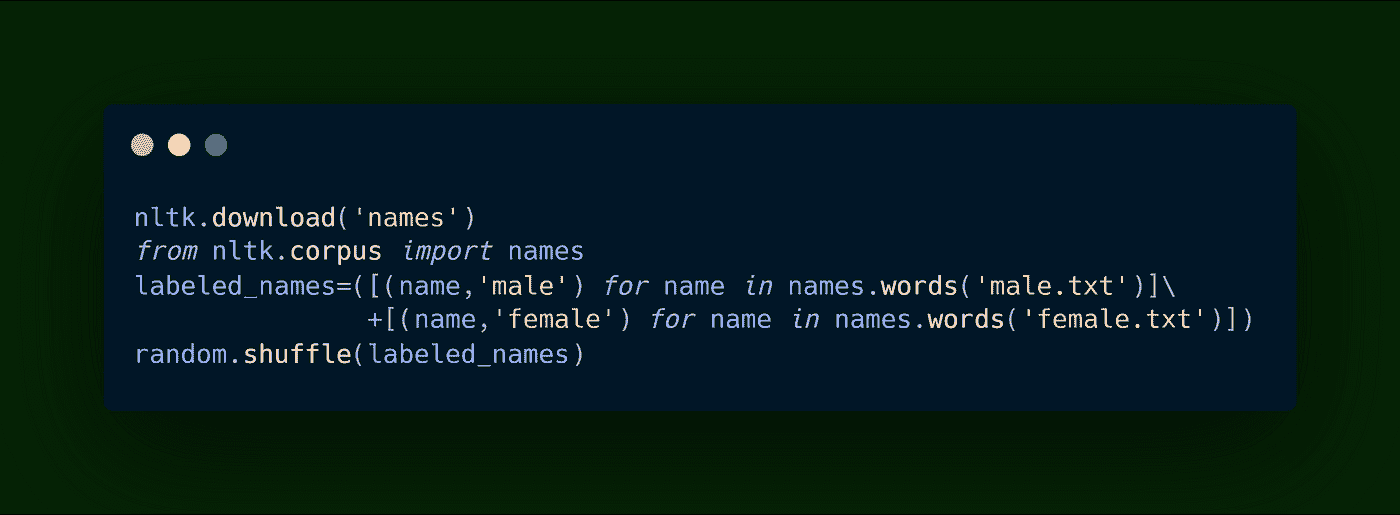 nltk.download('names')
from nltk.corpus import names
labeled_names=([(name,'male') for name in names.words('male.txt')]\
+[(name,'female') for name in names.words('female.txt')])
random.shuffle(labeled_names)